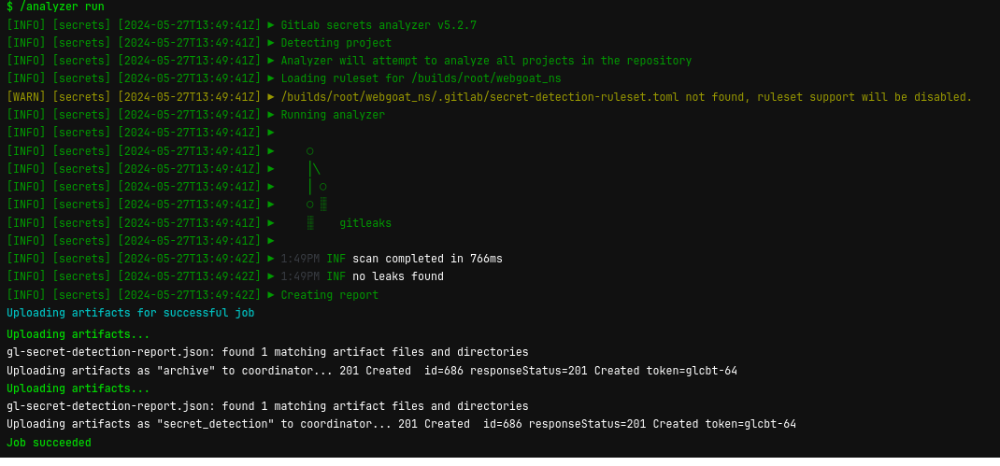 $ /analyzer run
[INFO] [secrets] [2024-05-27T13:49:41Z] ▶ GitLab secrets analyzer v5.2.7
[INFO] [secrets] [2024-05-27T13:49:41Z] ▶ Detecting project
[INFO] [secrets] [2024-05-27T13:49:41Z] ▶ Analyzer will attempt to analyze all projects in the repository
[INFO] [secrets] [2024-05-27T13:49:41Z] ▶ Loading ruleset for /builds/root/webgoat_ns
[WARN] [secrets] [2024-05-27T13:49:41Z] ▶ /builds/root/webgoat_ns/.gitlab/secret-detection-ruleset.toml not found, ruleset support will be disabled.
[INFO] [secrets] [2024-05-27T13:49:41Z] ▶ Running analyzer
[INFO] [secrets] [2024-05-27T13:49:41Z] ▶
[INFO] [secrets] [2024-05-27T13:49:41Z] ▶     ○
[INFO] [secrets] [2024-05-27T13:49:41Z] ▶     │\
[INFO] [secrets] [2024-05-27T13:49:41Z] ▶     │ ○
[INFO] [secrets] [2024-05-27T13:49:41Z] ▶     ○ ░
[INFO] [secrets] [2024-05-27T13:49:41Z] ▶     ░    gitleaks
[INFO] [secrets] [2024-05-27T13:49:41Z] ▶
[INFO] [secrets] [2024-05-27T13:49:42Z] ▶ 1:49PM INF scan completed in 766ms
[INFO] [secrets] [2024-05-27T13:49:42Z] ▶ 1:49PM INF no leaks found
[INFO] [secrets] [2024-05-27T13:49:42Z] ▶ Creating report
Uploading artifacts for successful job
Uploading artifacts...
gl-secret-detection-report.json: found 1 matching artifact files and directories
Uploading artifacts as "archive" to coordinator... 201 Created  id=686 responseStatus=201 Created token=glcbt-64
Uploading artifacts...
gl-secret-detection-report.json: found 1 matching artifact files and directories
Uploading artifacts as "secret_detection" to coordinator... 201 Created  id=686 responseStatus=201 Created token=glcbt-64
Job succeeded